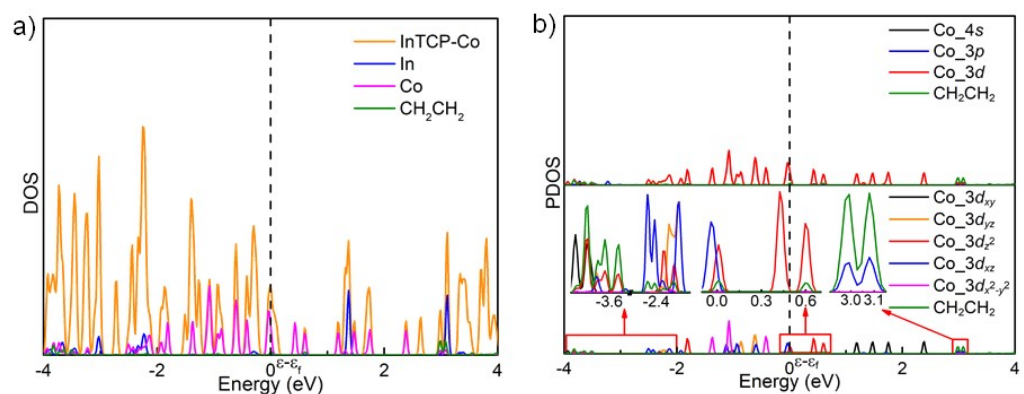 a)
InTCP-Co
In
Co
CH₂CH₂
DOS
-4 -2 0 2 4
ε-εf
Energy (eV)
b)
Co_4s
Co_3p
Co_3d
CH₂CH₂
PDOS
Co_3dxy
Co_3dyz
Co_3dz²
Co_3dxz
Co_3dx²-y²
CH₂CH₂
-3.6 -2.4 0.0 0.3 0.6 3.0 3.1
-4 -2 0 2 4
ε-εf
Energy (eV)